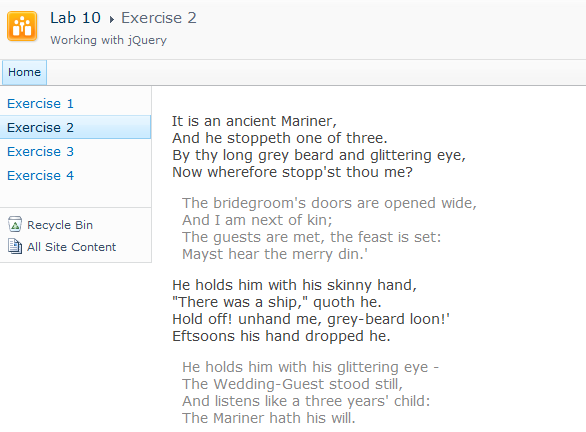 Lab 10 ▸ Exercise 2
Working with jQuery
Home
Exercise 1
Exercise 2
Exercise 3
Exercise 4
Recycle Bin
All Site Content
It is an ancient Mariner,
And he stoppeth one of three.
By thy long grey beard and glittering eye,
Now wherefore stopp'st thou me?
The bridegroom's doors are opened wide,
And I am next of kin;
The guests are met, the feast is set:
Mayst hear the merry din.'
He holds him with his skinny hand,
"There was a ship," quoth he.
Hold off! unhand me, grey-beard loon!'
Eftsoons his hand dropped he.
He holds him with his glittering eye -
The Wedding-Guest stood still,
And listens like a three years' child:
The Mariner hath his will.